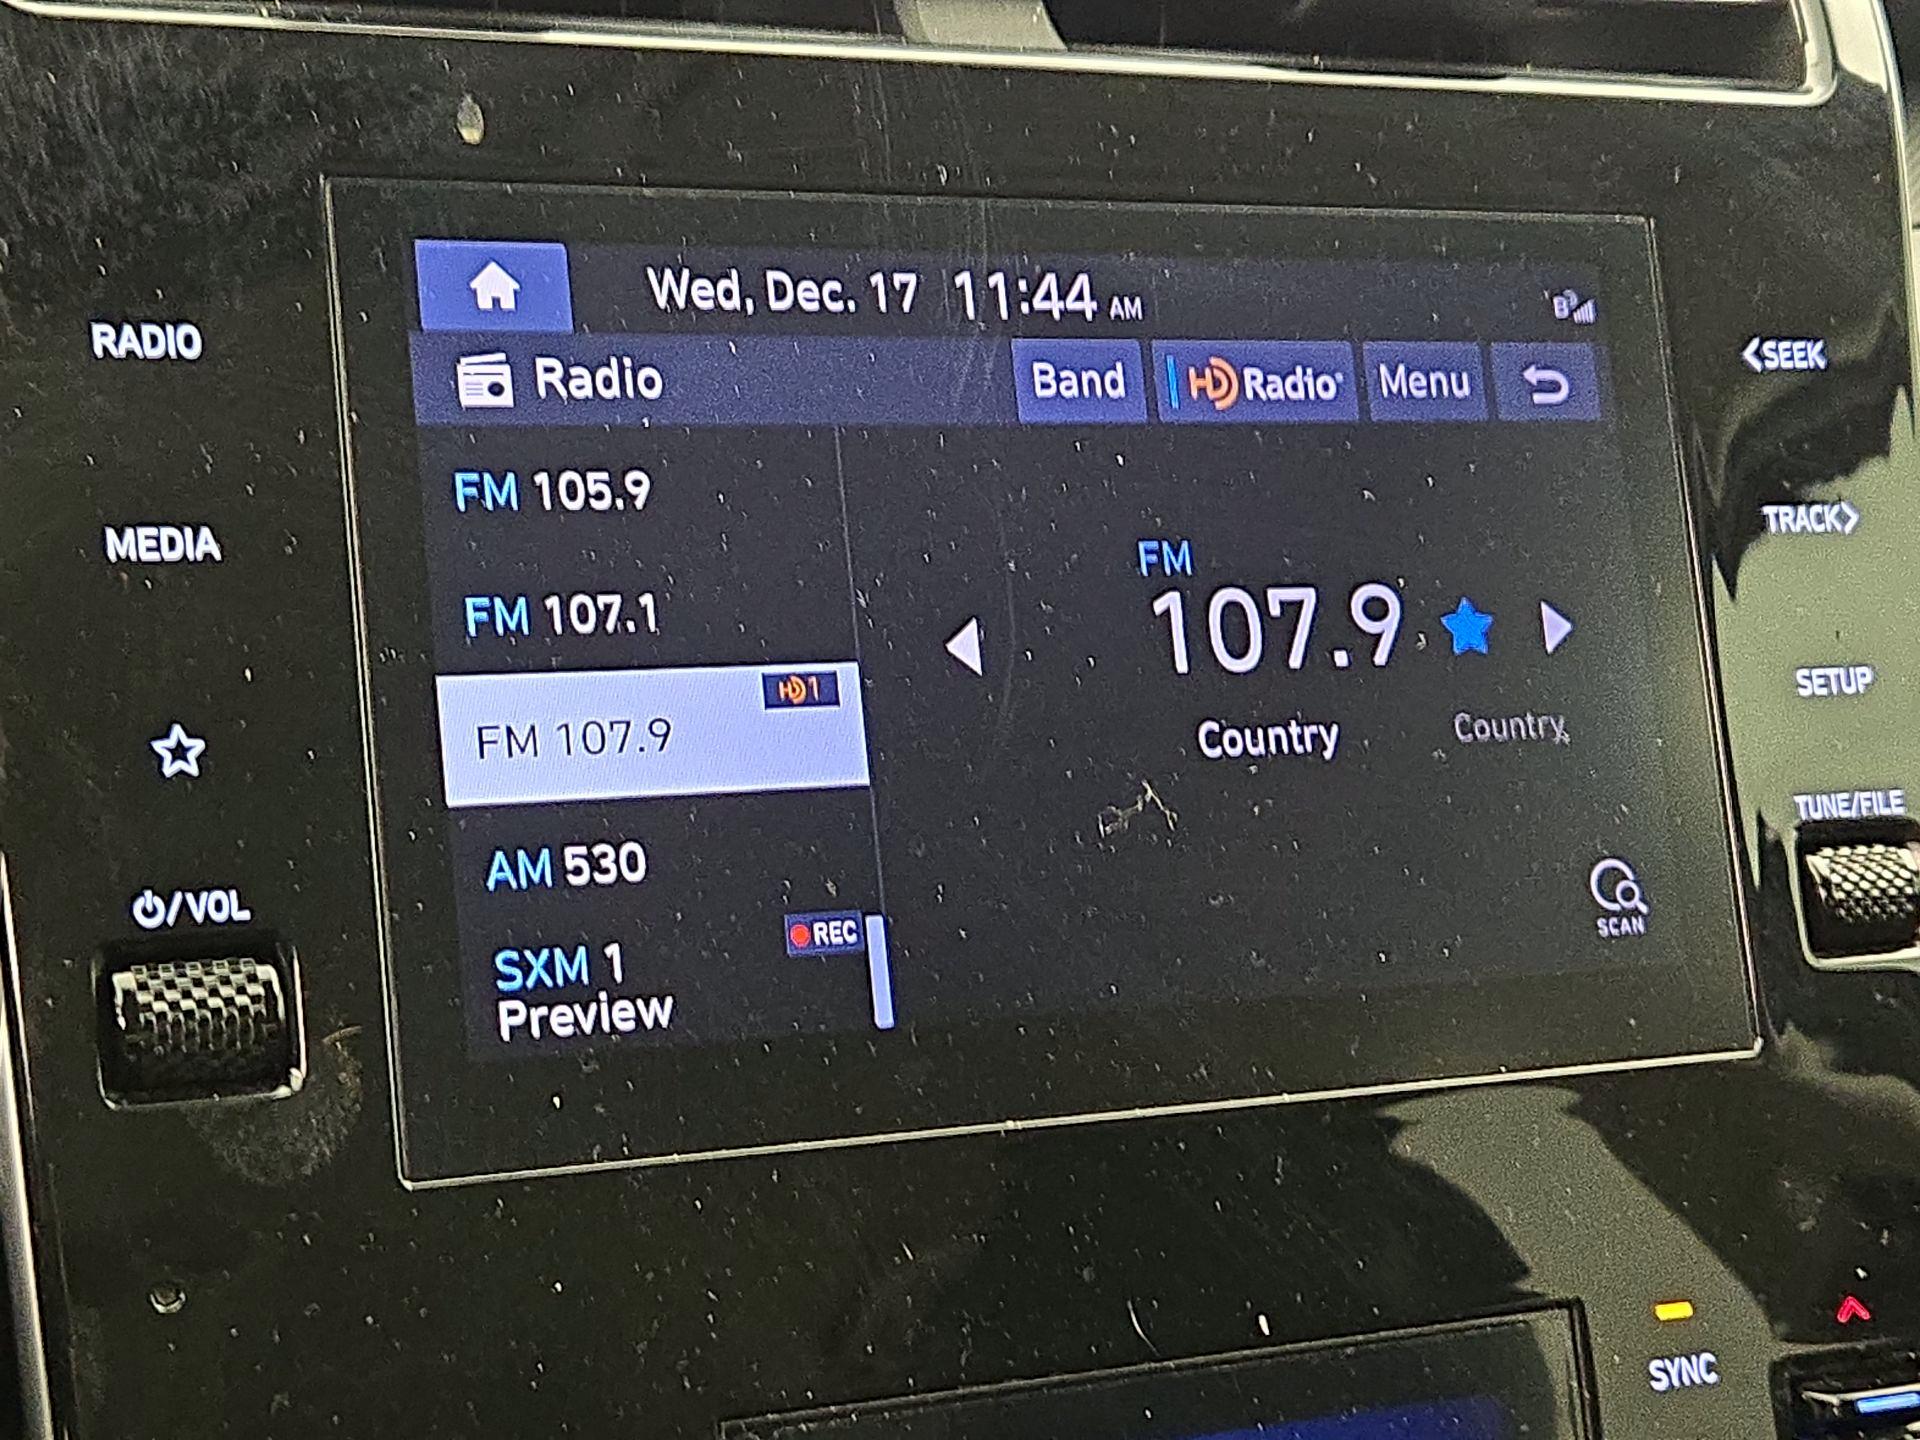 Wed, Dec. 17 11:44 AM
RADIO
<SEEK
Radio
Band
HD Radio
Menu
FM 105.9
MEDIA
TRACK>
FM
FM 107.1
107.9
SETUP
HD1
FM 107.9
Country Country
TUNE/FILE
AM 530
/VOL
SCAN
REC
SXM 1
Preview
SYNC